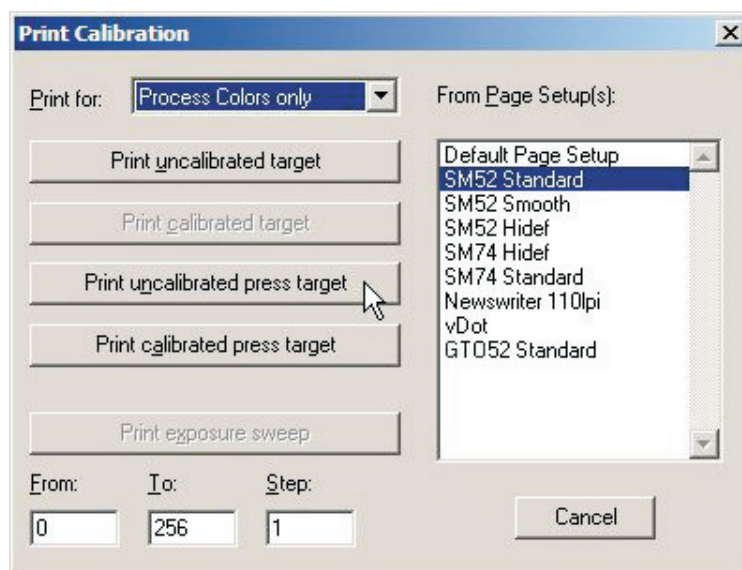 Print Calibration
Print for:
Process Colors only
Print uncalibrated target
Print calibrated target
Print uncalibrated press target
Print calibrated press target
Print exposure sweep
From:
To:
Step:
0
256
1
From Page Setup(s):
Default Page Setup
SM52 Standard
SM52 Smooth
SM52 Hidef
SM74 Hidef
SM74 Standard
Newswriter 110lpi
vDot
GTO52 Standard
Cancel